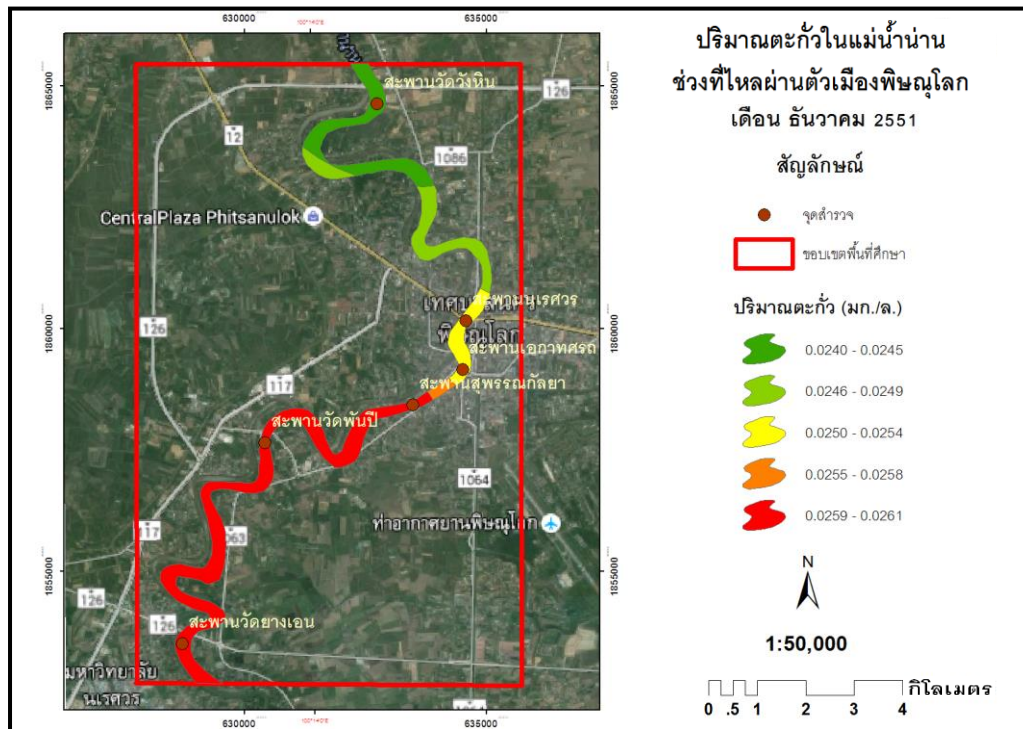 ปริมาณตะกั่วในแม่น้ำน่าน
ช่วงที่ไหลผ่านตัวเมืองพิษณุโลก
เดือน ธันวาคม 2551
สัญลักษณ์
จุดสำรวจ
ขอบเขตพื้นที่ศึกษา
ปริมาณตะกั่ว (มก./ล.)
0.0240 - 0.0245
0.0246 - 0.0249
0.0250 - 0.0254
0.0255 - 0.0258
0.0259 - 0.0261
N
1:50,000
0 .5 1 2 3 4 กิโลเมตร
630000 635000
1865000
1860000
1855000
630000 635000
สะพานวัดวังหิน
126
12
1086
CentralPlaza Phitsanulok
สะพานนเรศวร
126
สะพานเอกาทศรถ
สะพานสุพรรณกัลยา
117
สะพานวัดพันปี
1064
ท่าอากาศยานพิษณุโลก
117
126
126
สะพานวัดยางเอน
มหาวิทยาลัย
นเรศวร